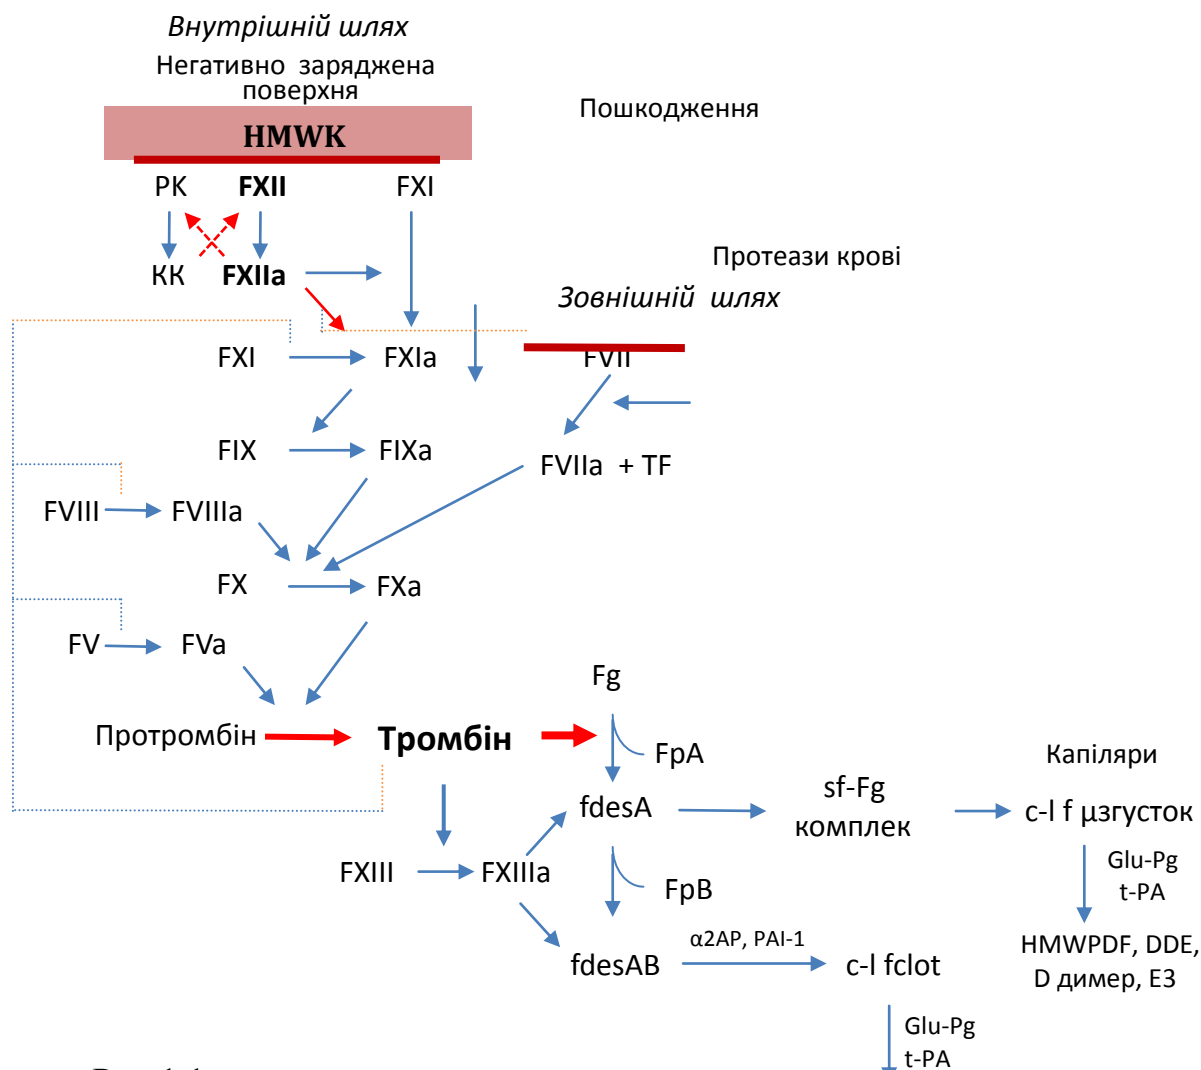 Внутрішній шлях
Негативно заряджена
поверхня
Пошкодження
HMWK
PK FXII FXI
КК FXIIa
Протеази крові
Зовнішній шлях
FXI FXIa FVII
FIX FIXa FVIIa + TF
FVIII FVIIIa
FX FXa
FV FVa
Fg
Протромбін Тромбін
FpA
Капіляри
fdesA
sf-Fg
комплек
c-l f μзгусток
FXIII FXIIIa
Glu-Pg
t-PA
FpB
α2AP, PAI-1
fdesAB c-l fclot
HMWPDF, DDE,
D димер, E3
Glu-Pg
t-PA